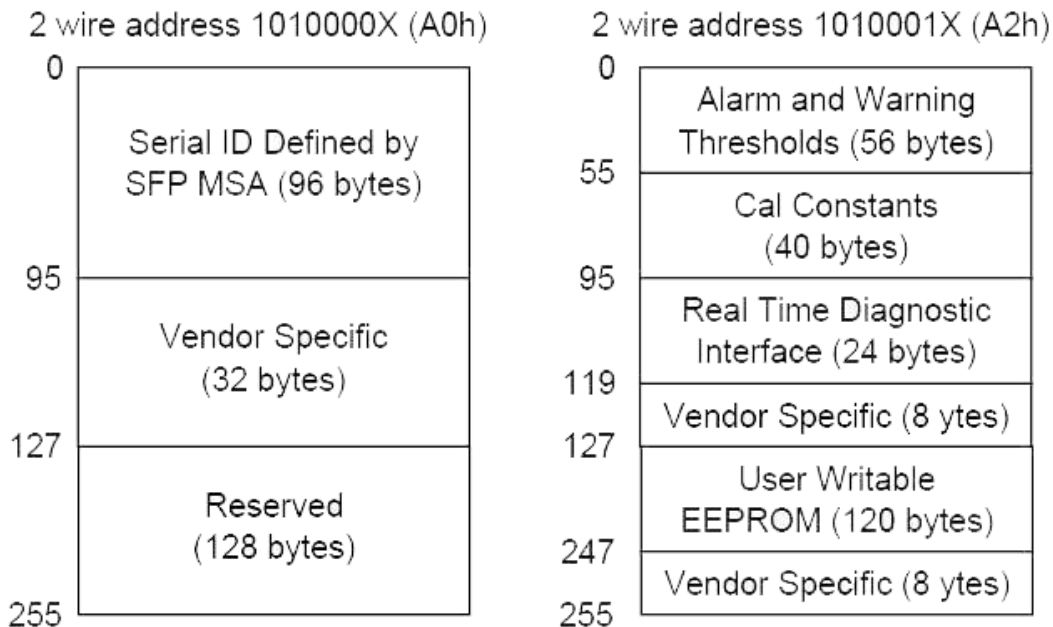 2 wire address 1010000X (A0h)
0
Serial ID Defined by
SFP MSA (96 bytes)
95
Vendor Specific
(32 bytes)
127
Reserved
(128 bytes)
255
2 wire address 1010001X (A2h)
0
Alarm and Warning
Thresholds (56 bytes)
55
Cal Constants
(40 bytes)
95
Real Time Diagnostic
Interface (24 bytes)
119
Vendor Specific (8 ytes)
127
User Writable
EEPROM (120 bytes)
247
Vendor Specific (8 ytes)
255